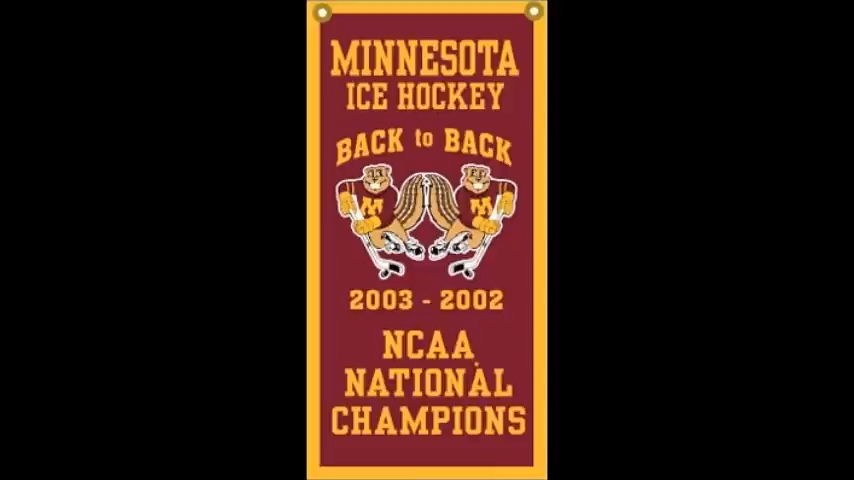 MINNESOTA
ICE HOCKEY
BACK to BACK
M M
2003 - 2002
NCAA
NATIONAL
CHAMPIONS